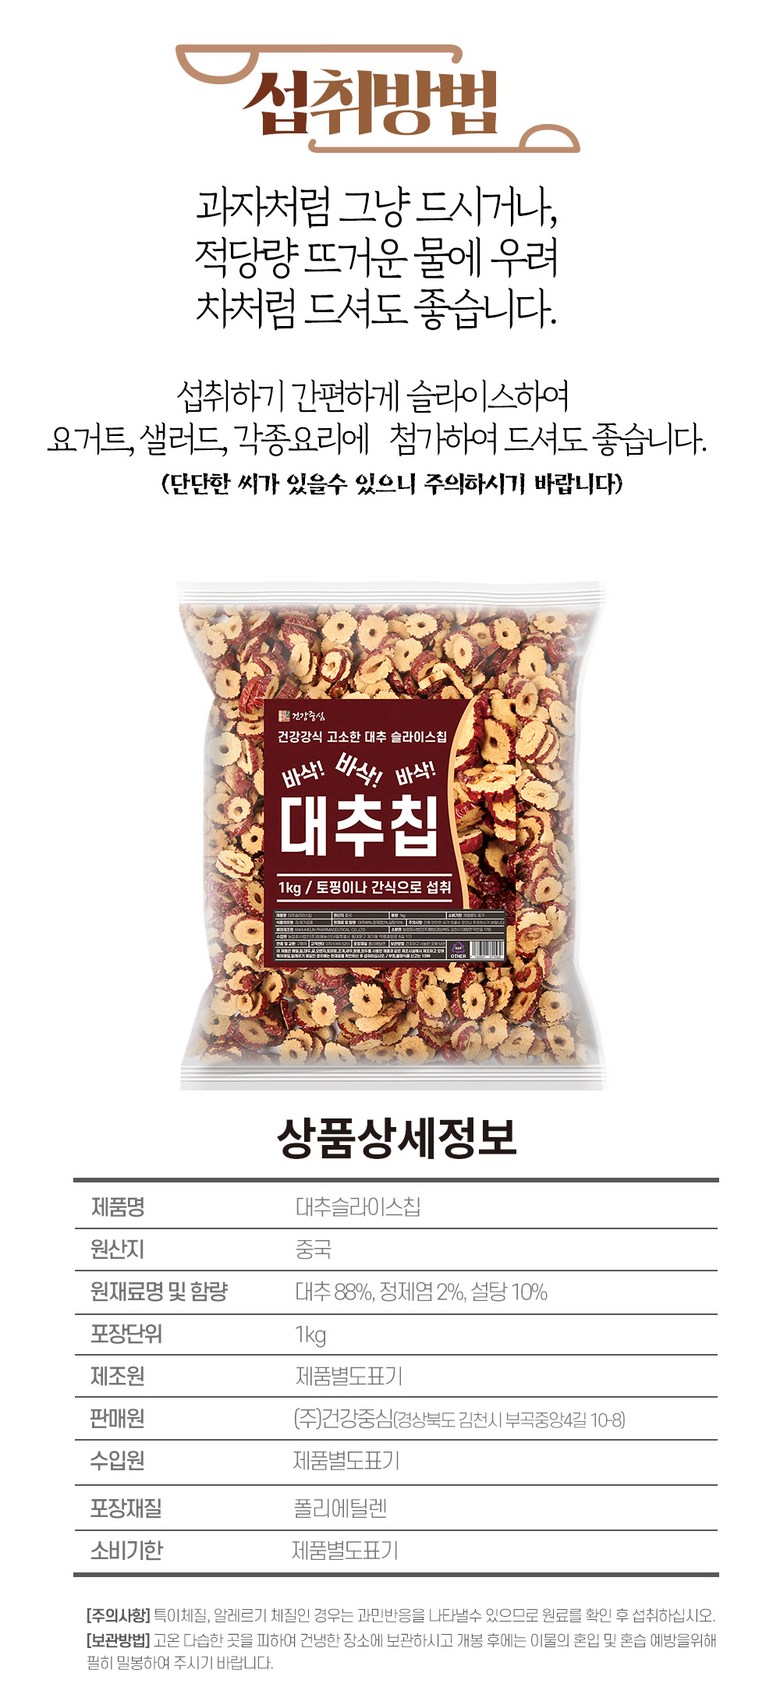 섭취방법
과자처럼 그냥 드시거나,
적당량 뜨거운 물에 우려
차처럼 드셔도 좋습니다.
섭취하기 간편하게 슬라이스하여
요거트, 샐러드, 각종요리에 첨가하여 드셔도 좋습니다.
(단단한 씨가 있을수 있으니 주의하시기 바랍니다)
건강중심
건강강식 고소한 대추 슬라이스칩
바삭! 바삭! 바삭!
대추칩
1kg / 토핑이나 간식으로 섭취
OTHER
상품상세정보
제품명 대추슬라이스칩
원산지 중국
원재료명 및 함량 대추 88%, 정제염 2%, 설탕 10%
포장단위 1kg
제조원 제품별도표기
판매원 (주)건강중심(경상북도 김천시 부곡중앙4길 10-8)
수입원 제품별도표기
포장재질 폴리에틸렌
소비기한 제품별도표기
[주의사항] 특이체질, 알레르기 체질인 경우는 과민반응을 나타낼수 있으므로 원료를 확인 후 섭취하십시오.
[보관방법] 고온 다습한 곳을 피하여 건냉한 장소에 보관하시고 개봉 후에는 이물의 혼입 및 혼습 예방을위해
필히 밀봉하여 주시기 바랍니다.